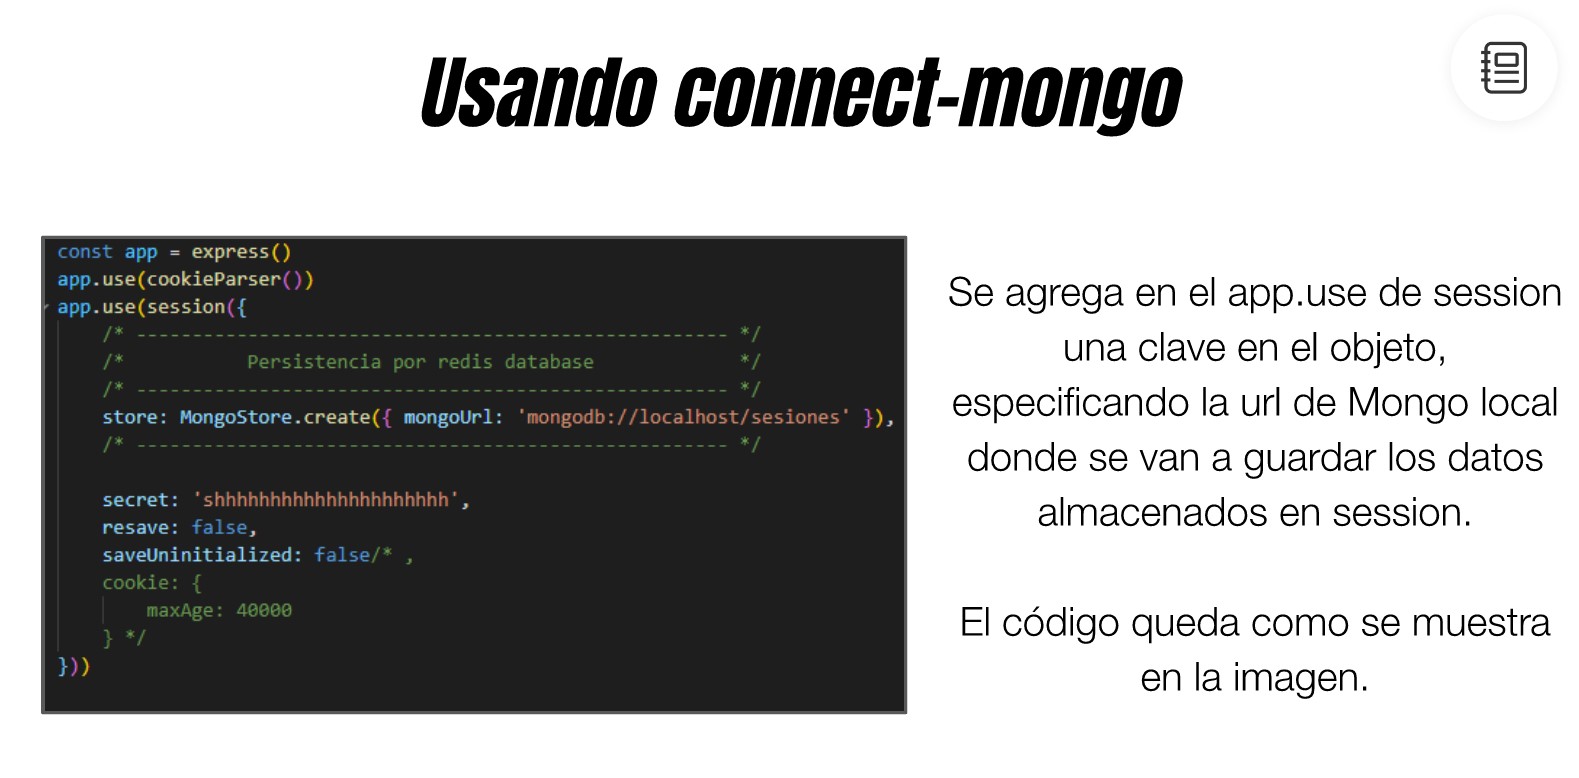 Usando connect-mongo
const app = express()
app.use(cookieParser())
app.use(session({
    /* ----------------------------------------------------- */
    /*           Persistencia por redis database             */
    /* ----------------------------------------------------- */
    store: MongoStore.create({ mongoUrl: 'mongodb://localhost/sesiones' }),
    /* ----------------------------------------------------- */
    secret: 'shhhhhhhhhhhhhhhhhhhhh',
    resave: false,
    saveUninitialized: false/* ,
    cookie: {
        maxAge: 40000
    } */
}))
Se agrega en el app.use de session
una clave en el objeto,
especificando la url de Mongo local
donde se van a guardar los datos
almacenados en session.
El código queda como se muestra
en la imagen.